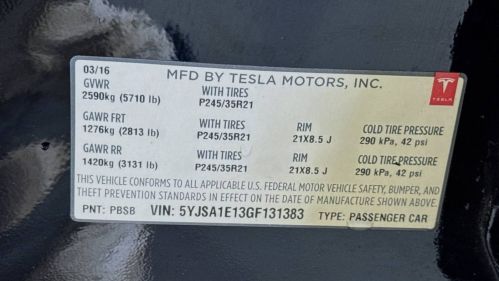 03/16 MFD BY TESLA MOTORS, INC.
TESLA
GVWR WITH TIRES
2590kg (5710 lb) P245/35R21
GAWR FRT WITH TIRES RIM COLD TIRE PRESSURE
1276kg (2813 lb) P245/35R21 21X8.5 J 290 kPa, 42 psi
GAWR RR WITH TIRES RIM COLD TIRE PRESSURE
1420kg (3131 lb) P245/35R21 21X8.5 J 290 kPa, 42 psi
THIS VEHICLE CONFORMS TO ALL APPLICABLE U.S. FEDERAL MOTOR VEHICLE SAFETY, BUMPER, AND
THEFT PREVENTION STANDARDS IN EFFECT ON THE DATE OF MANUFACTURE SHOWN ABOVE.
PNT: PBSB VIN: 5YJSA1E13GF131383 TYPE: PASSENGER CAR